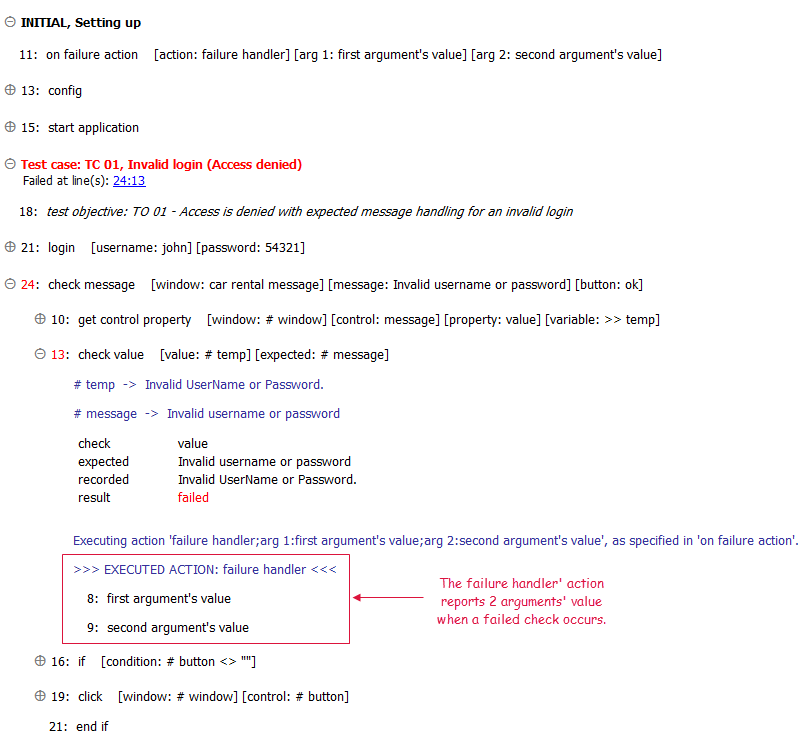 INITIAL, Setting up
11: on failure action [action: failure handler] [arg 1: first argument's value] [arg 2: second argument's value]
13: config
15: start application
Test case: TC 01, Invalid login (Access denied)
Failed at line(s): 24:13
18: test objective: TO 01 - Access is denied with expected message handling for an invalid login
21: login [username: john] [password: 54321]
24: check message [window: car rental message] [message: Invalid username or password] [button: ok]
10: get control property [window: # window] [control: message] [property: value] [variable: >> temp]
13: check value [value: # temp] [expected: # message]
# temp -> Invalid UserName or Password.
# message -> Invalid username or password
check value
expected Invalid username or password
recorded Invalid UserName or Password.
result failed
Executing action 'failure handler;arg 1:first argument's value;arg 2:second argument's value', as specified in 'on failure action'.
>>> EXECUTED ACTION: failure handler <<<
8: first argument's value
9: second argument's value
The failure handler' action
reports 2 arguments' value
when a failed check occurs.
16: if [condition: # button <> ""]
19: click [window: # window] [control: # button]
21: end if